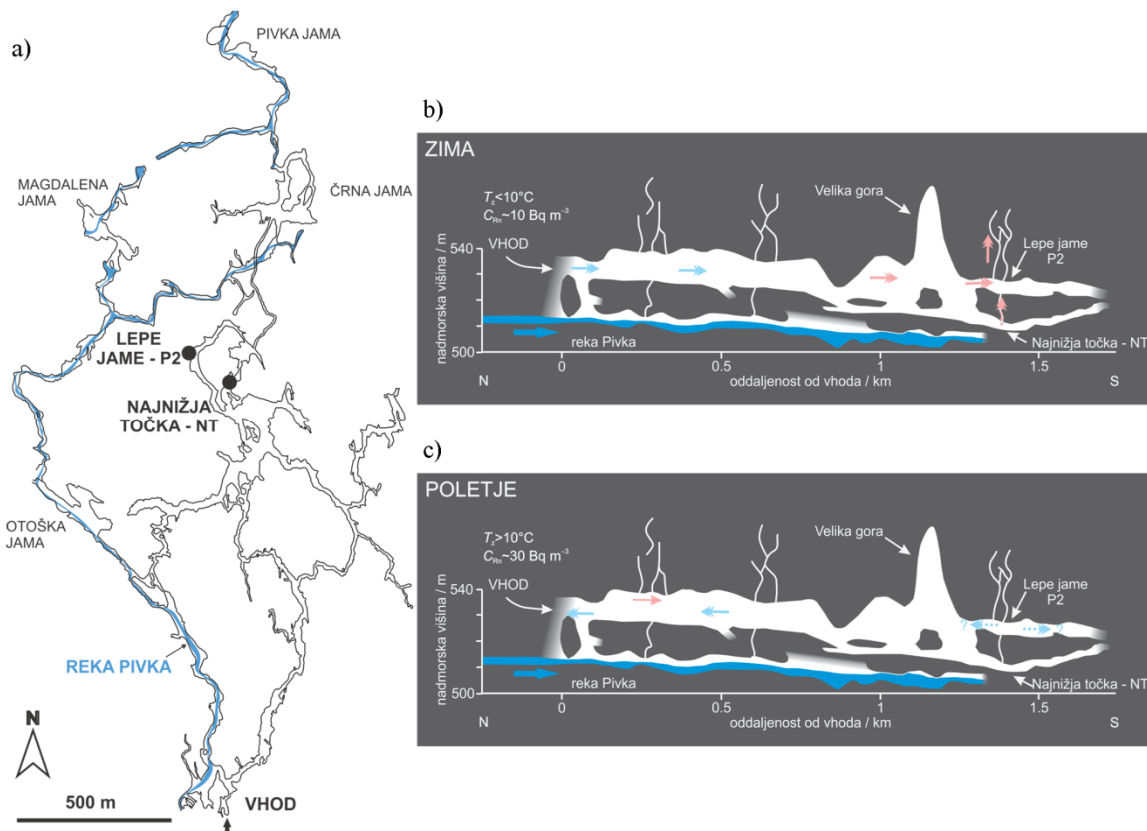 a)
PIVKA JAMA
MAGDALENA
JAMA
ČRNA JAMA
LEPE
JAME - P2
NAJNIŽJA
TOČKA - NT
OTOŠKA
JAMA
REKA PIVKA
N
500 m
VHOD
b)
ZIMA
T_z<10°C
C_Rn~10 Bq m⁻³
VHOD
Velika gora
Lepe jame
P2
nadmorska višina / m
540
500
reka Pivka
Najnižja točka - NT
0
0.5
1
1.5
N
oddaljenost od vhoda / km
S
c)
POLETJE
T_z>10°C
C_Rn~30 Bq m⁻³
VHOD
Velika gora
Lepe jame
P2
?
?
nadmorska višina / m
540
500
reka Pivka
Najnižja točka - NT
0
0.5
1
1.5
N
oddaljenost od vhoda / km
S